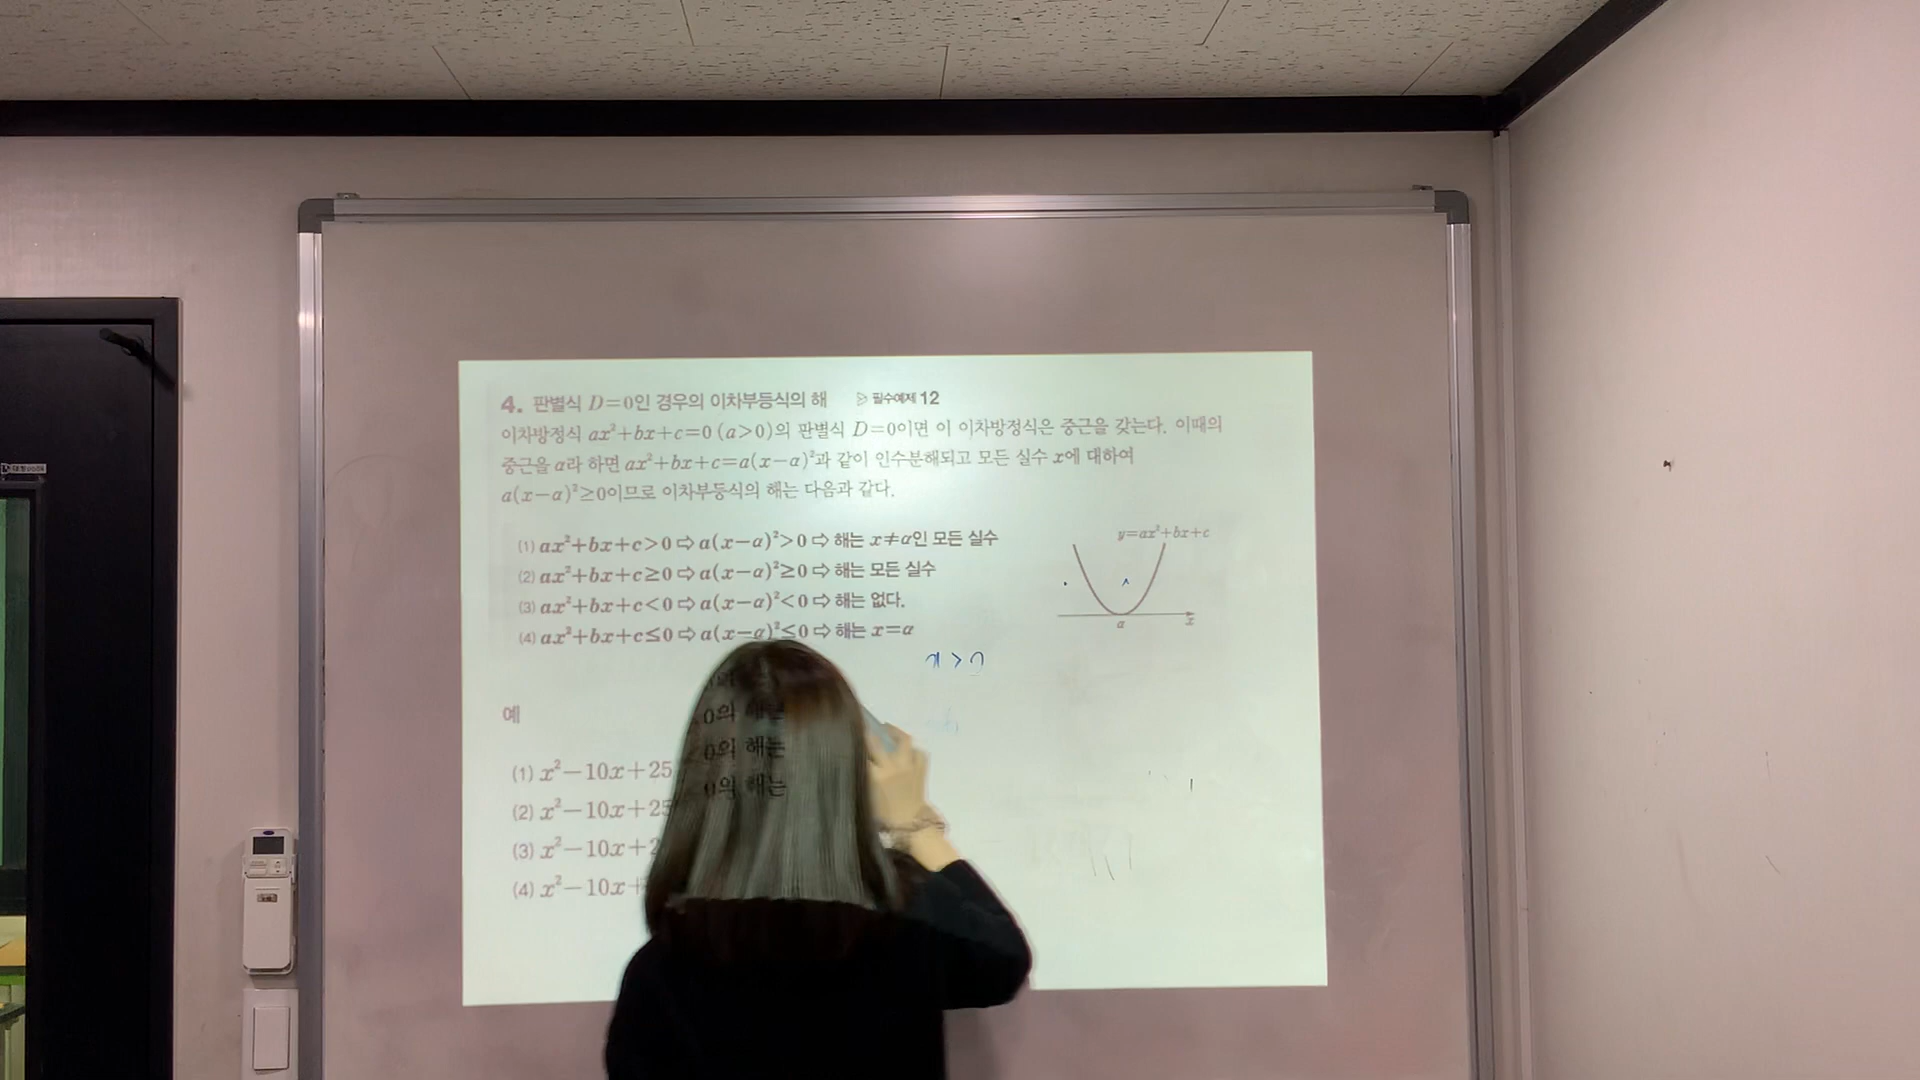 4. 판별식 D=0인 경우의 이차부등식의 해 ▷ 필수예제 12
이차방정식 ax²+bx+c=0 (a>0)의 판별식 D=0이면 이 이차방정식은 중근을 갖는다. 이때의
중근을 α라 하면 ax²+bx+c=a(x-α)²과 같이 인수분해되고 모든 실수 x에 대하여
a(x-α)²≥0이므로 이차부등식의 해는 다음과 같다.
(1) ax²+bx+c>0 ⇨ a(x-α)²>0 ⇨ 해는 x≠α인 모든 실수
(2) ax²+bx+c≥0 ⇨ a(x-α)²≥0 ⇨ 해는 모든 실수
(3) ax²+bx+c<0 ⇨ a(x-α)²<0 ⇨ 해는 없다.
(4) ax²+bx+c≤0 ⇨ a(x-α)²≤0 ⇨ 해는 x=α
y=ax²+bx+c
α x
예
0의 해는
0의 해는
0의 해는
(1) x²-10x+25
(2) x²-10x+25
(3) x²-10x+2
(4) x²-10x+